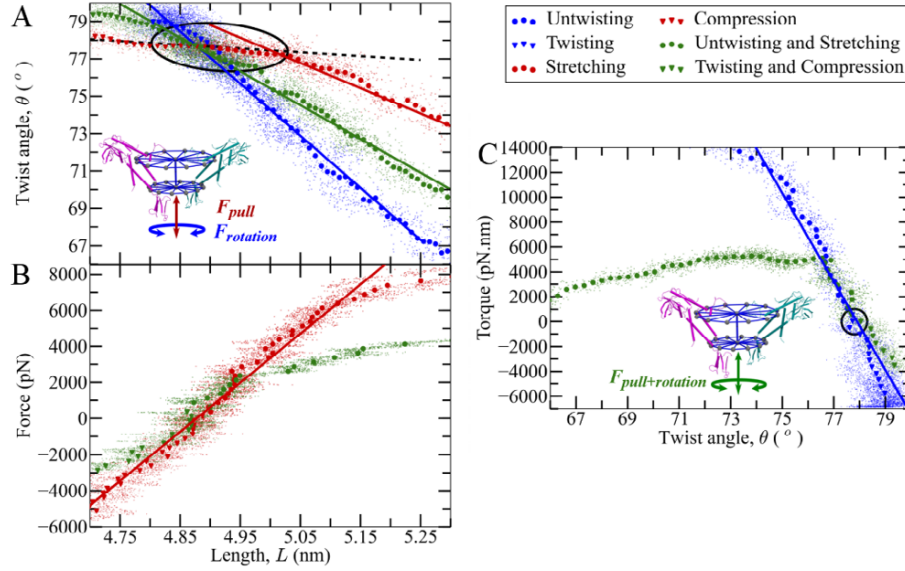 A
79
77
75
73
71
69
67
Twist angle, θ (°)
F_pull
F_rotation
Untwisting
Twisting
Stretching
Compression
Untwisting and Stretching
Twisting and Compression
B
8000
6000
4000
2000
0
−2000
−4000
−6000
Force (pN)
4.75 4.85 4.95 5.05 5.15 5.25
Length, L (nm)
C
14000
12000
10000
8000
6000
4000
2000
0
−2000
−4000
−6000
Torque (pN.nm)
F_pull+rotation
67 69 71 73 75 77 79
Twist angle, θ (°)